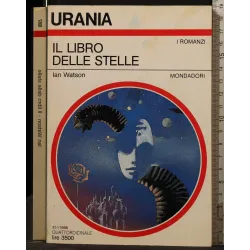 URANIA
I ROMANZI
IL LIBRO
DELLE STELLE
Ian Watson
MONDADORI
QUATTORDICINALE
lire 3500